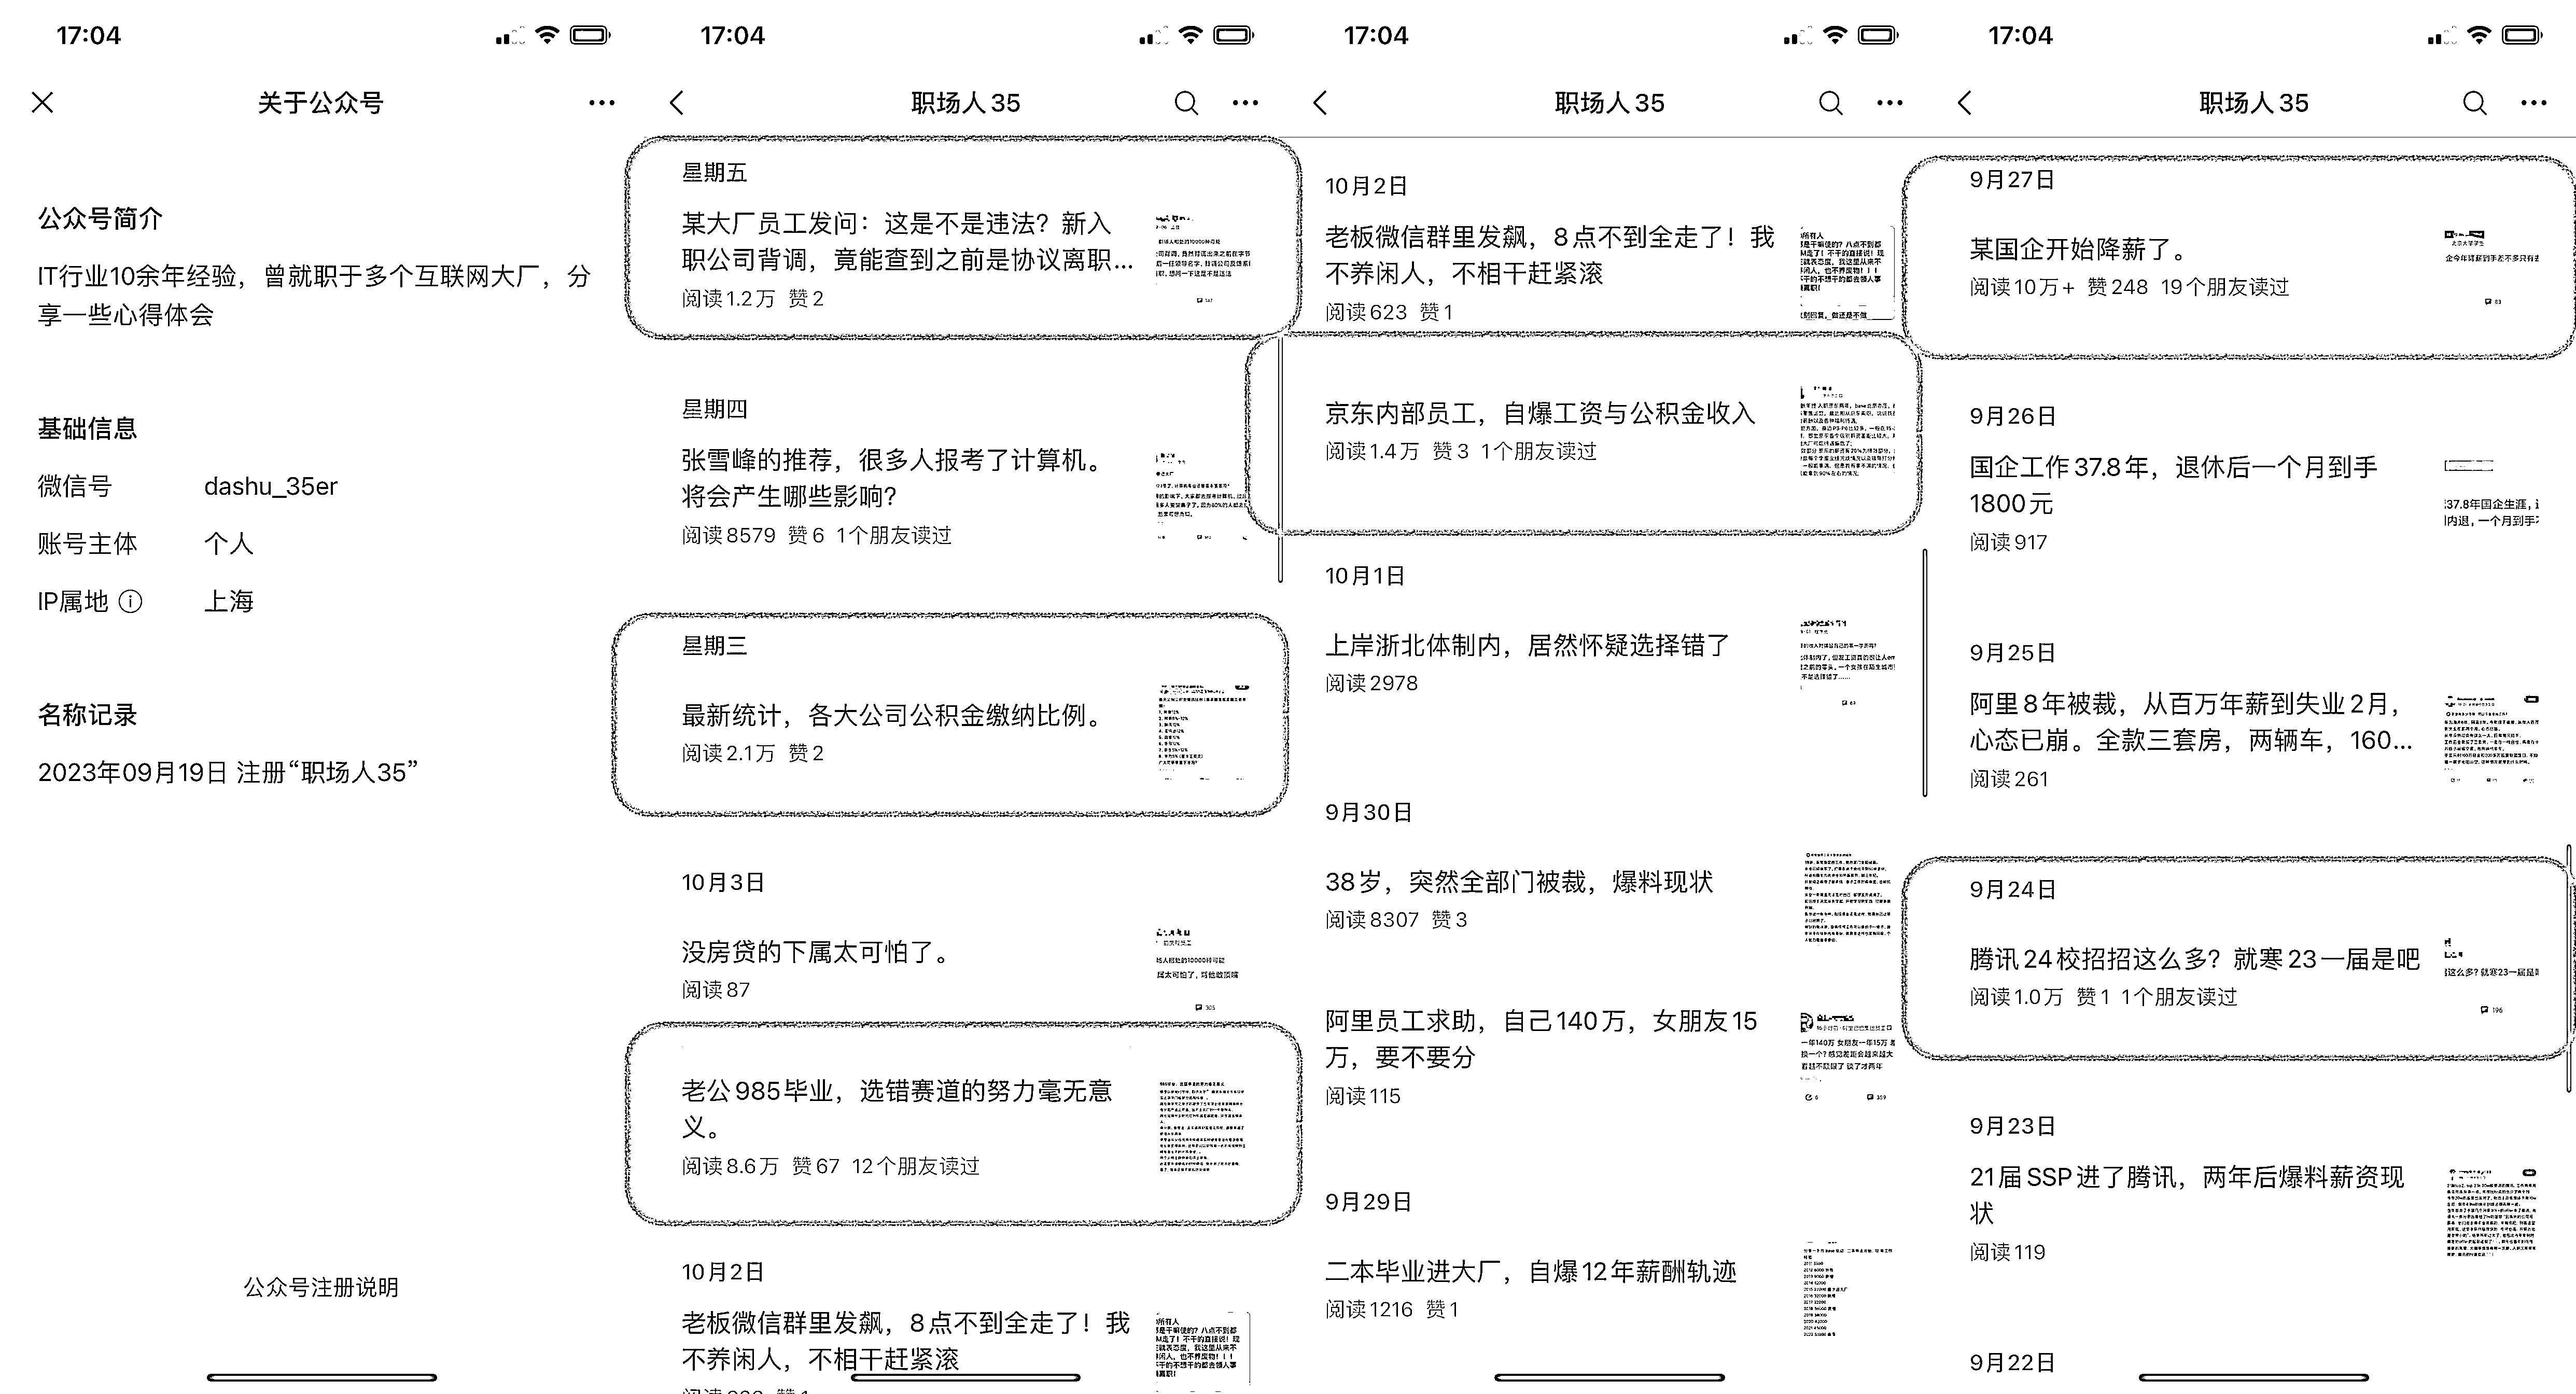 17:04
关于公众号
公众号简介
IT行业10余年经验，曾就职于多个互联网大厂，分
享一些心得体会
基础信息
微信号 dashu_35er
账号主体 个人
IP属地 上海
名称记录
2023年09月19日 注册“职场人35”
公众号注册说明
17:04
职场人35
星期五
某大厂员工发问：这是不是违法？新入
职公司背调，竟能查到之前是协议离职...
阅读1.2万 赞2
星期四
张雪峰的推荐，很多人报考了计算机。
将会产生哪些影响？
阅读8579 赞6 1个朋友读过
星期三
最新统计，各大公司公积金缴纳比例。
阅读2.1万 赞2
10月3日
没房贷的下属太可怕了。
阅读87
老公985毕业，选错赛道的努力毫无意
义。
阅读8.6万 赞67 12个朋友读过
10月2日
老板微信群里发飙，8点不到全走了！我
不养闲人，不相干赶紧滚
17:04
职场人35
10月2日
老板微信群里发飙，8点不到全走了！我
不养闲人，不相干赶紧滚
阅读623 赞1
京东内部员工，自爆工资与公积金收入
阅读1.4万 赞3 1个朋友读过
10月1日
上岸浙北体制内，居然怀疑选择错了
阅读2978
9月30日
38岁，突然全部门被裁，爆料现状
阅读8307 赞3
阿里员工求助，自己140万，女朋友15
万，要不要分
阅读115
9月29日
二本毕业进大厂，自爆12年薪酬轨迹
阅读1216 赞1
17:04
职场人35
9月27日
某国企开始降薪了。
阅读10万+ 赞248 19个朋友读过
9月26日
国企工作37.8年，退休后一个月到手
1800元
阅读917
9月25日
阿里8年被裁，从百万年薪到失业2月，
心态已崩。全款三套房，两辆车，160...
阅读261
9月24日
腾讯24校招招这么多？就寒23一届是吧
阅读1.0万 赞1 1个朋友读过
9月23日
21届SSP进了腾讯，两年后爆料薪资现
状
阅读119
9月22日